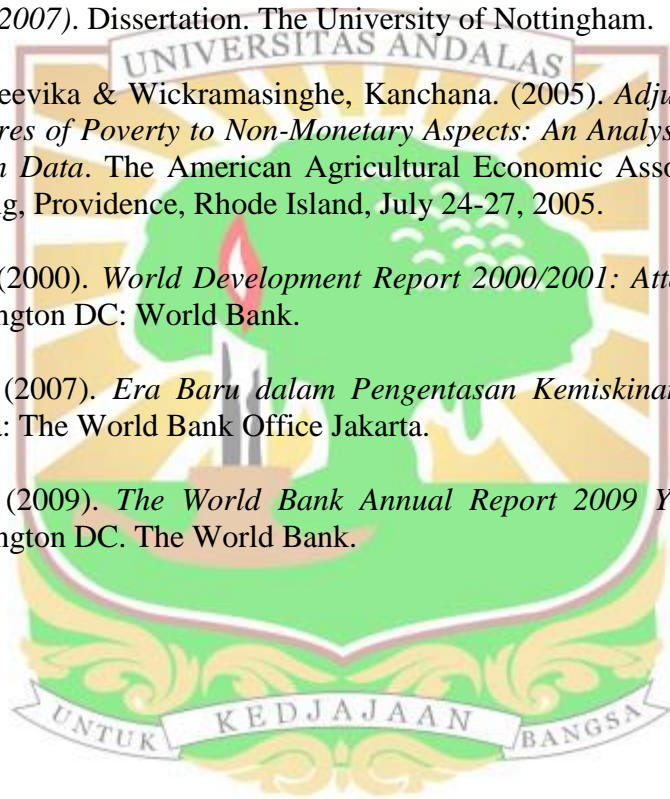 2007). Dissertation. The University of Nottingham.
UNIVERSITAS ANDALAS
eevika & Wickramasinghe, Kanchana. (2005). Adju
res of Poverty to Non-Monetary Aspects: An Analys
n Data. The American Agricultural Economic Asso
g, Providence, Rhode Island, July 24-27, 2005.
(2000). World Development Report 2000/2001: Att
ngton DC: World Bank.
(2007). Era Baru dalam Pengentasan Kemiskina
: The World Bank Office Jakarta.
(2009). The World Bank Annual Report 2009 Y
ngton DC. The World Bank.
UNTUK KEDJAJAAN BANGSA